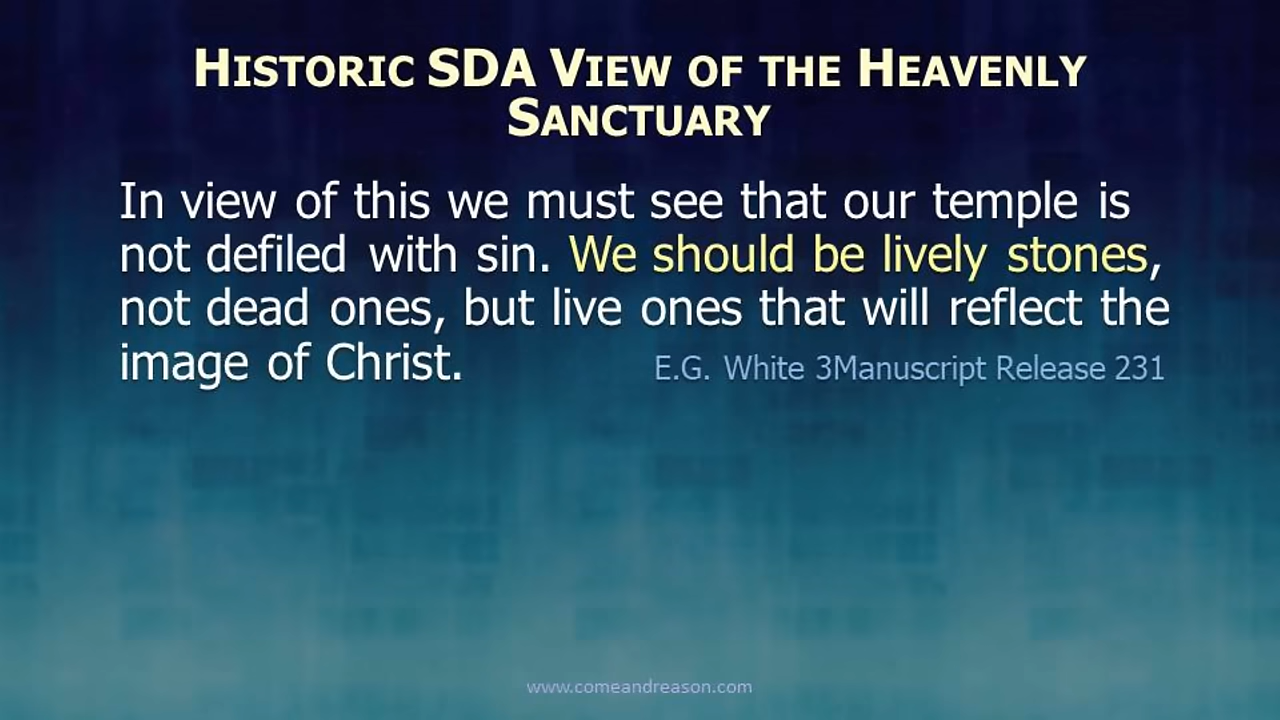 Historic SDA View of the Heavenly
Sanctuary
In view of this we must see that our temple is
not defiled with sin. We should be lively stones,
not dead ones, but live ones that will reflect the
image of Christ.
E.G. White 3Manuscript Release 231
www.comeandreason.com